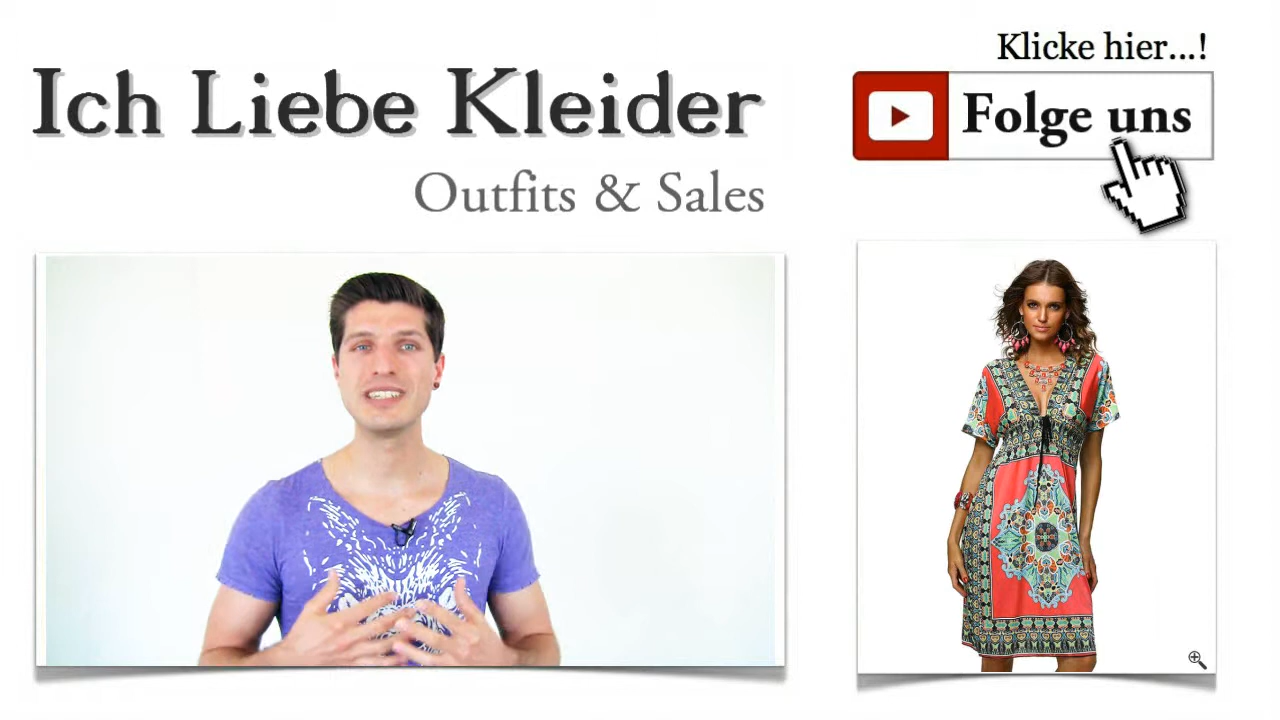 Ich Liebe Kleider
Outfits & Sales
Klicke hier...!
Folge uns